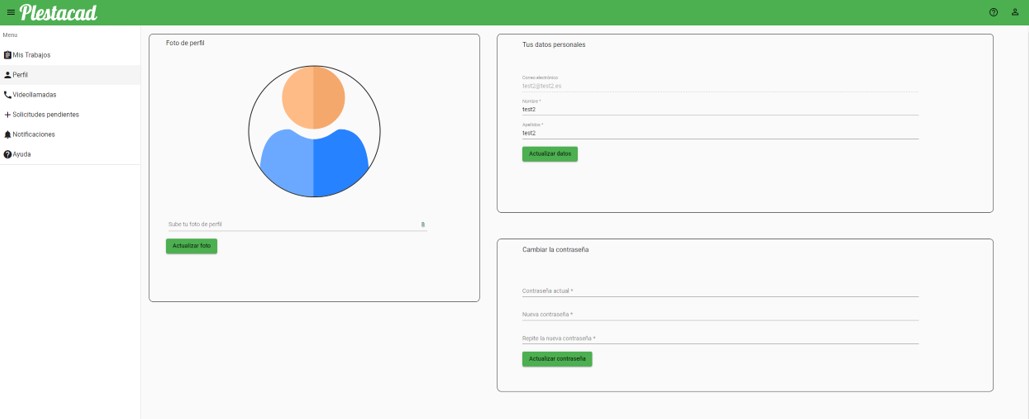 Plestacad
Menu
Mis Trabajos
Perfil
Videollamadas
Solicitudes pendientes
Notificaciones
Ayuda
Foto de perfil
Sube tu foto de perfil
Actualizar foto
Tus datos personales
Correo electrónico
test2@test2.es
Nombre *
test2
Apellidos *
test2
Actualizar datos
Cambiar la contraseña
Contraseña actual *
Nueva contraseña *
Repite la nueva contraseña *
Actualizar contraseña